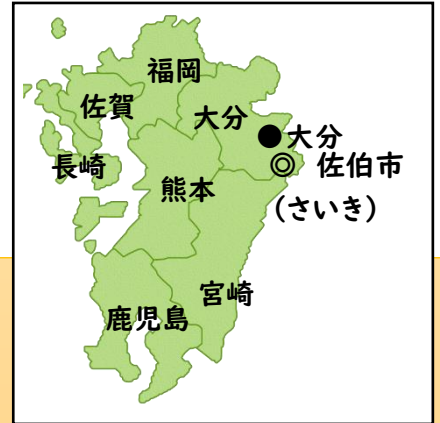 福岡
佐賀
大分
●大分
長崎
◎ 佐伯市
熊本
(さいき)
宮崎
鹿児島